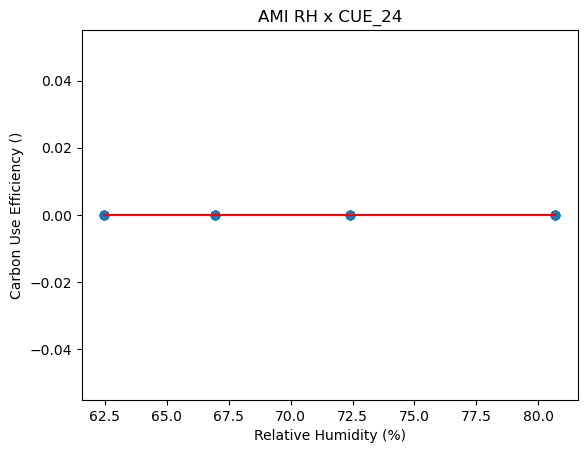 AMI RH x CUE_24
Carbon Use Efficiency ()
0.04
0.02
0.00
−0.02
−0.04
62.5 65.0 67.5 70.0 72.5 75.0 77.5 80.0
Relative Humidity (%)